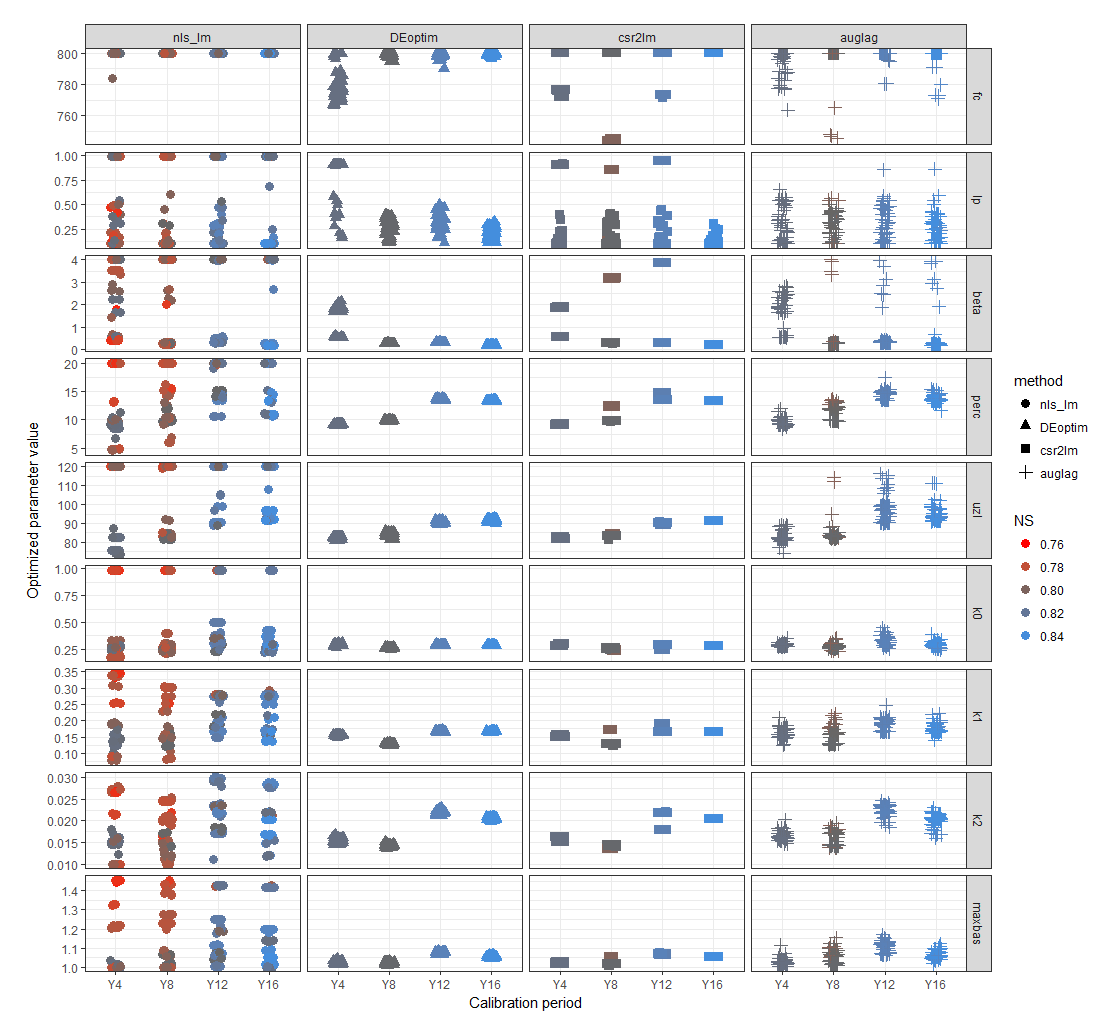 nls_lm DEoptim csr2lm auglag
Optimized parameter value
800
780
760
fc
1.00
0.75
0.50
0.25
lp
4
3
2
1
0
beta
20
15
10
5
perc
120
110
100
90
80
uzl
1.00
0.75
0.50
0.25
k0
0.35
0.30
0.25
0.20
0.15
0.10
k1
0.030
0.025
0.020
0.015
0.010
k2
1.4
1.3
1.2
1.1
1.0
maxbas
Y4 Y8 Y12 Y16 Y4 Y8 Y12 Y16 Y4 Y8 Y12 Y16 Y4 Y8 Y12 Y16
Calibration period
method
nls_lm
DEoptim
csr2lm
auglag
NS
0.76
0.78
0.80
0.82
0.84